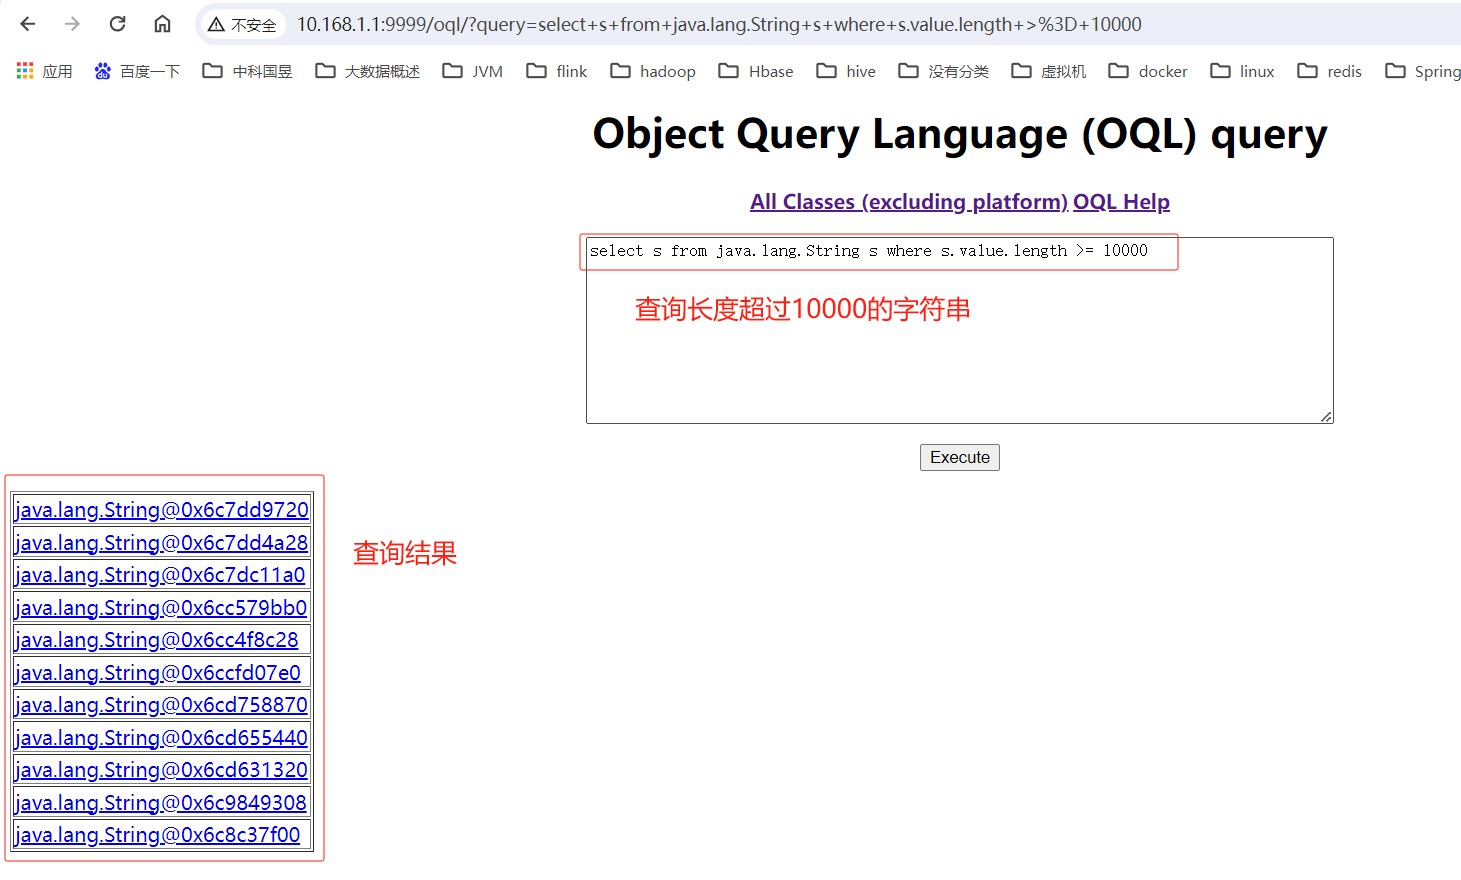 不安全 10.168.1.1:9999/oql/?query=select+s+from+java.lang.String+s+where+s.value.length+>%3D+10000
应用 百度一下 中科国昱 大数据概述 JVM flink hadoop Hbase hive 没有分类 虚拟机 docker linux redis Spring
Object Query Language (OQL) query
All Classes (excluding platform) OQL Help
select s from java.lang.String s where s.value.length >= 10000
查询长度超过10000的字符串
Execute
java.lang.String@0x6c7dd9720
java.lang.String@0x6c7dd4a28
查询结果
java.lang.String@0x6c7dc11a0
java.lang.String@0x6cc579bb0
java.lang.String@0x6cc4f8c28
java.lang.String@0x6ccfd07e0
java.lang.String@0x6cd758870
java.lang.String@0x6cd655440
java.lang.String@0x6cd631320
java.lang.String@0x6c9849308
java.lang.String@0x6c8c37f00